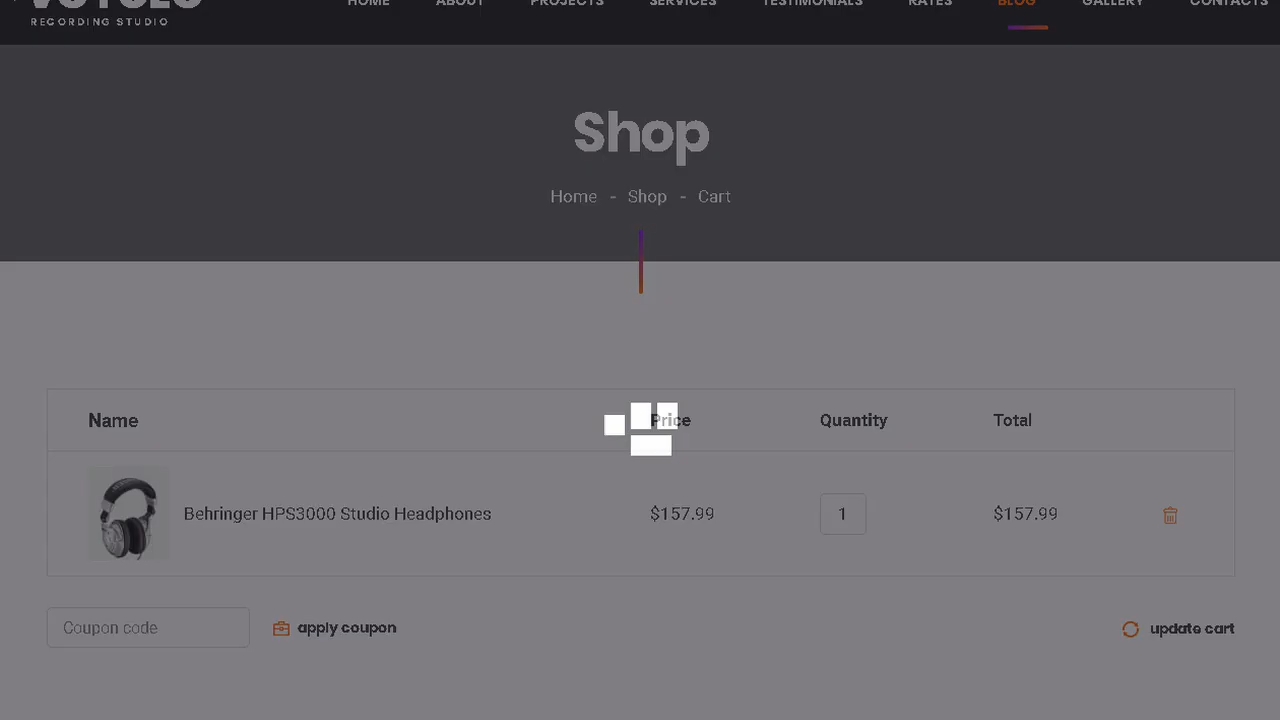 RECORDING STUDIO
HOME ABOUT PROJECTS SERVICES TESTIMONIALS RATES BLOG GALLERY CONTACTS
Shop
Home - Shop - Cart
Name Price Quantity Total
Behringer HPS3000 Studio Headphones $157.99 1 $157.99
Coupon code apply coupon update cart